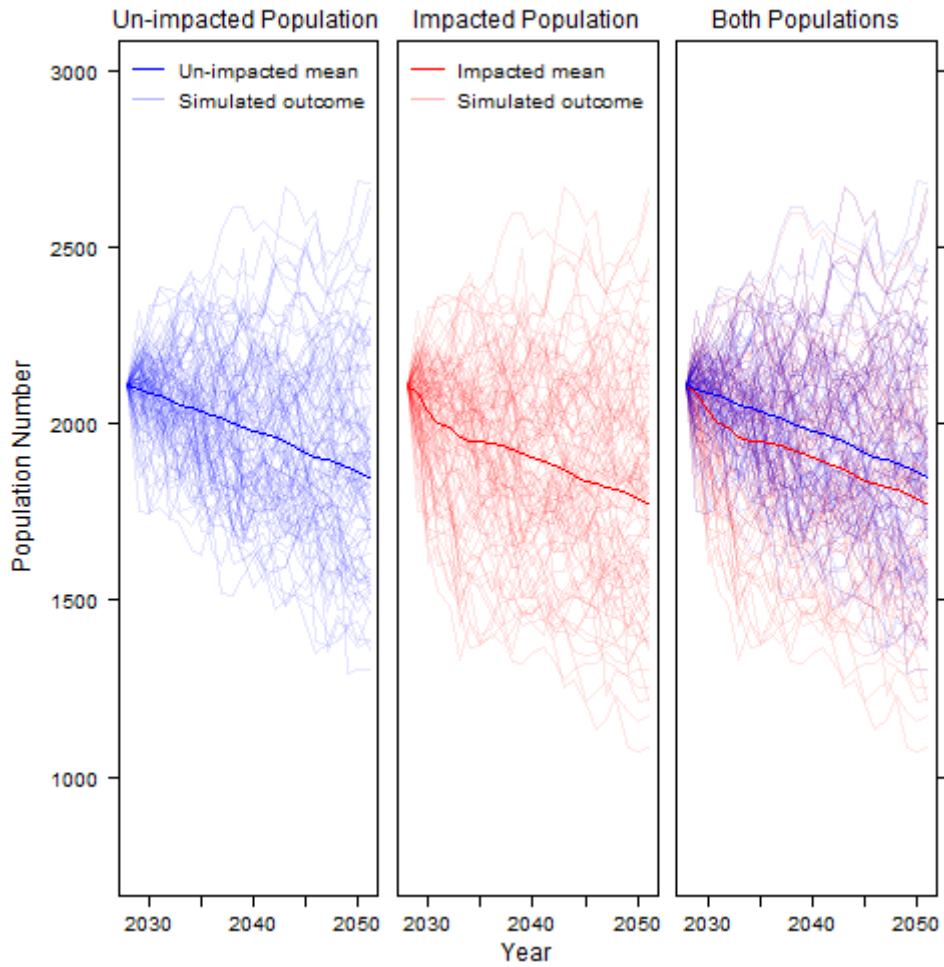 Un-impacted Population
Impacted Population
Both Populations
Un-impacted mean
Simulated outcome
Impacted mean
Simulated outcome
Population Number
3000
2500
2000
1500
1000
2030
2040
2050
2030
2040
2050
2030
2040
2050
Year